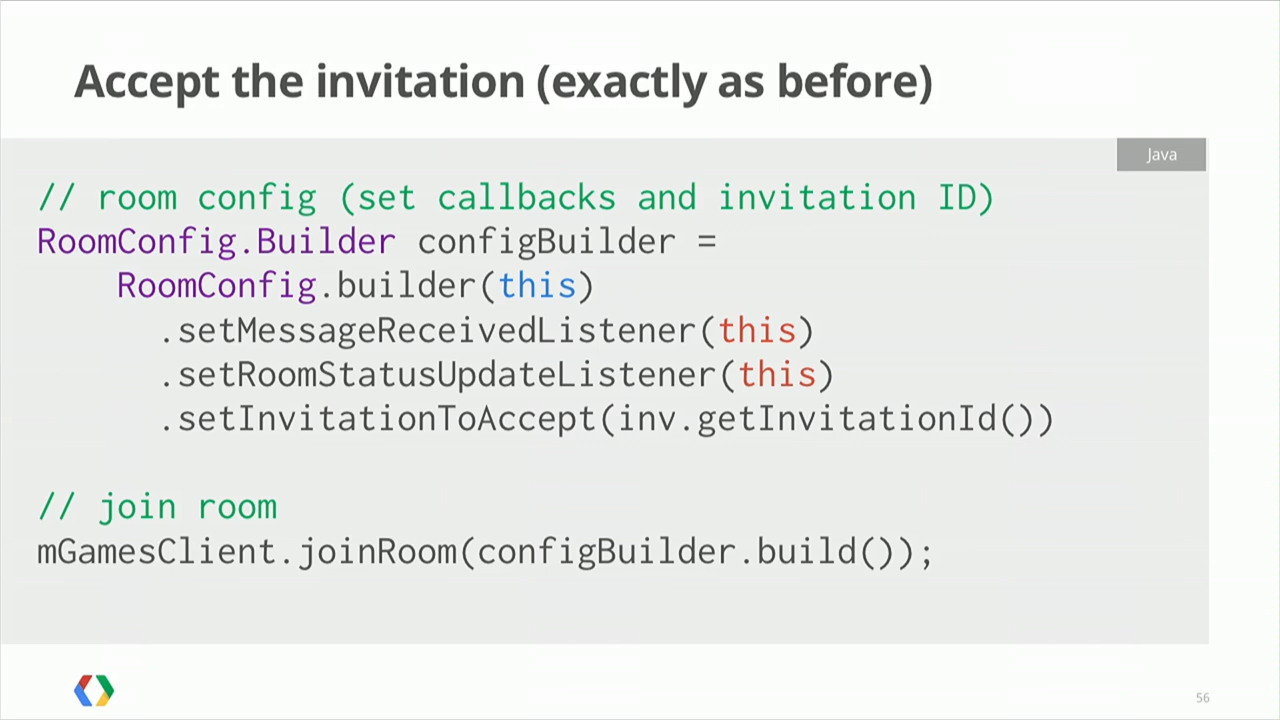 Accept the invitation (exactly as before)
Java
// room config (set callbacks and invitation ID)
RoomConfig.Builder configBuilder =
    RoomConfig.builder(this)
      .setMessageReceivedListener(this)
      .setRoomStatusUpdateListener(this)
      .setInvitationToAccept(inv.getInvitationId())
// join room
mGamesClient.joinRoom(configBuilder.build());
56